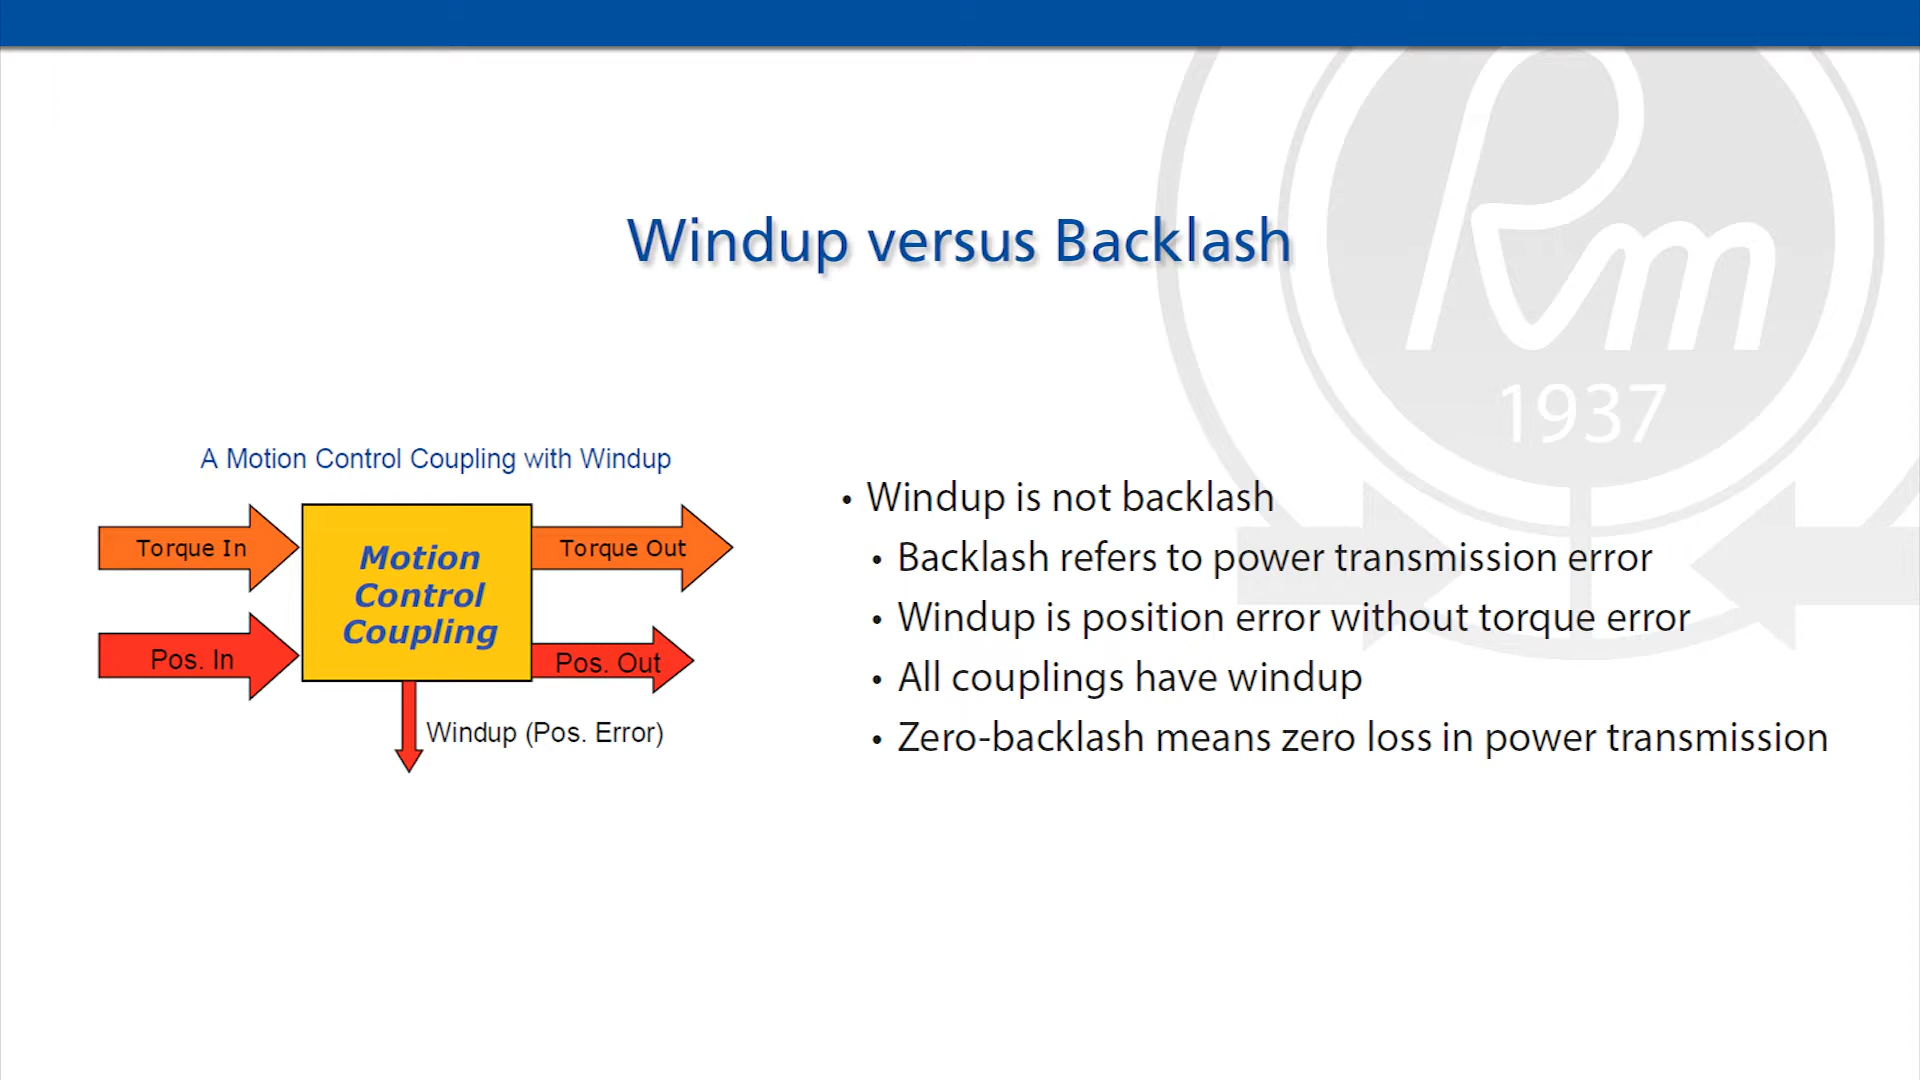 Rm
1937
Windup versus Backlash
A Motion Control Coupling with Windup
Torque In
Motion
Control
Coupling
Torque Out
Pos. In
Pos. Out
Windup (Pos. Error)
• Windup is not backlash
• Backlash refers to power transmission error
• Windup is position error without torque error
• All couplings have windup
• Zero-backlash means zero loss in power transmission